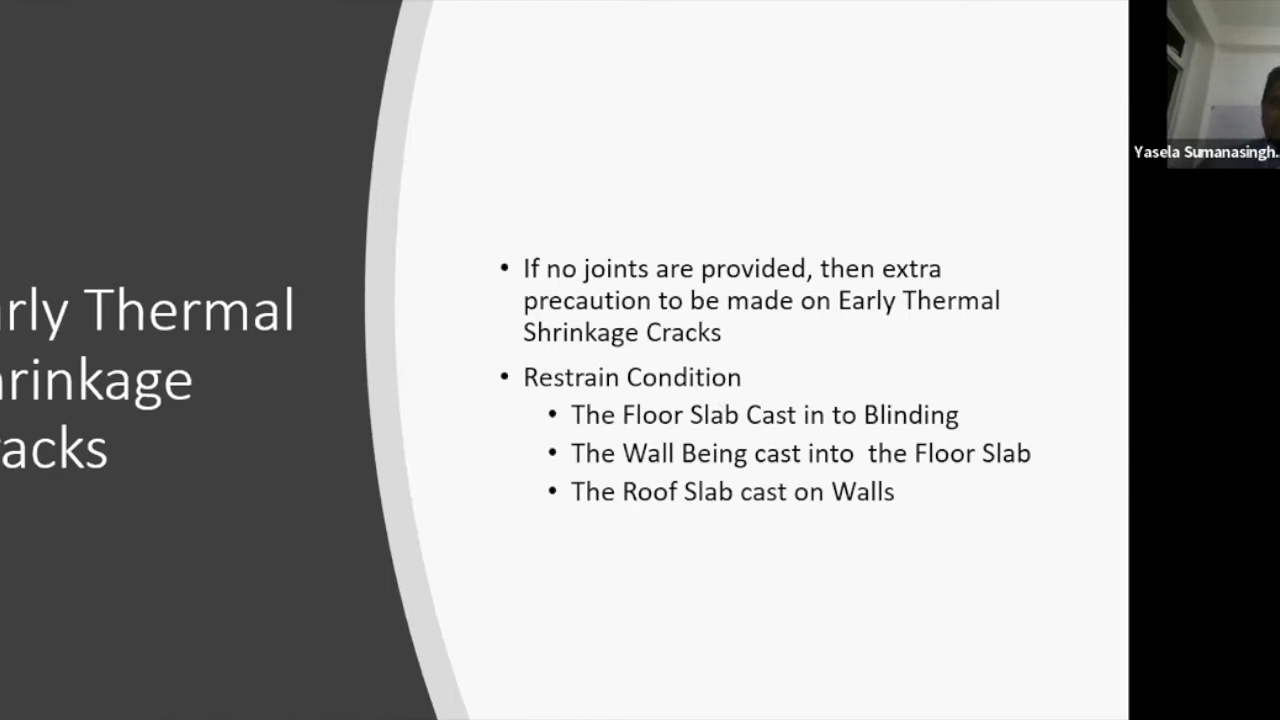 arly Thermal
hrinkage
racks
• If no joints are provided, then extra
precaution to be made on Early Thermal
Shrinkage Cracks
• Restrain Condition
• The Floor Slab Cast in to Blinding
• The Wall Being cast into  the Floor Slab
• The Roof Slab cast on Walls
Yasela Sumanasingh..